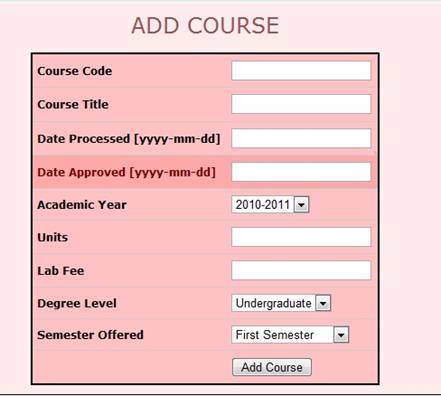 ADD COURSE
Course Code
Course Title
Date Processed [yyyy-mm-dd]
Date Approved [yyyy-mm-dd]
Academic Year 2010-2011
Units
Lab Fee
Degree Level Undergraduate
Semester Offered First Semester
Add Course